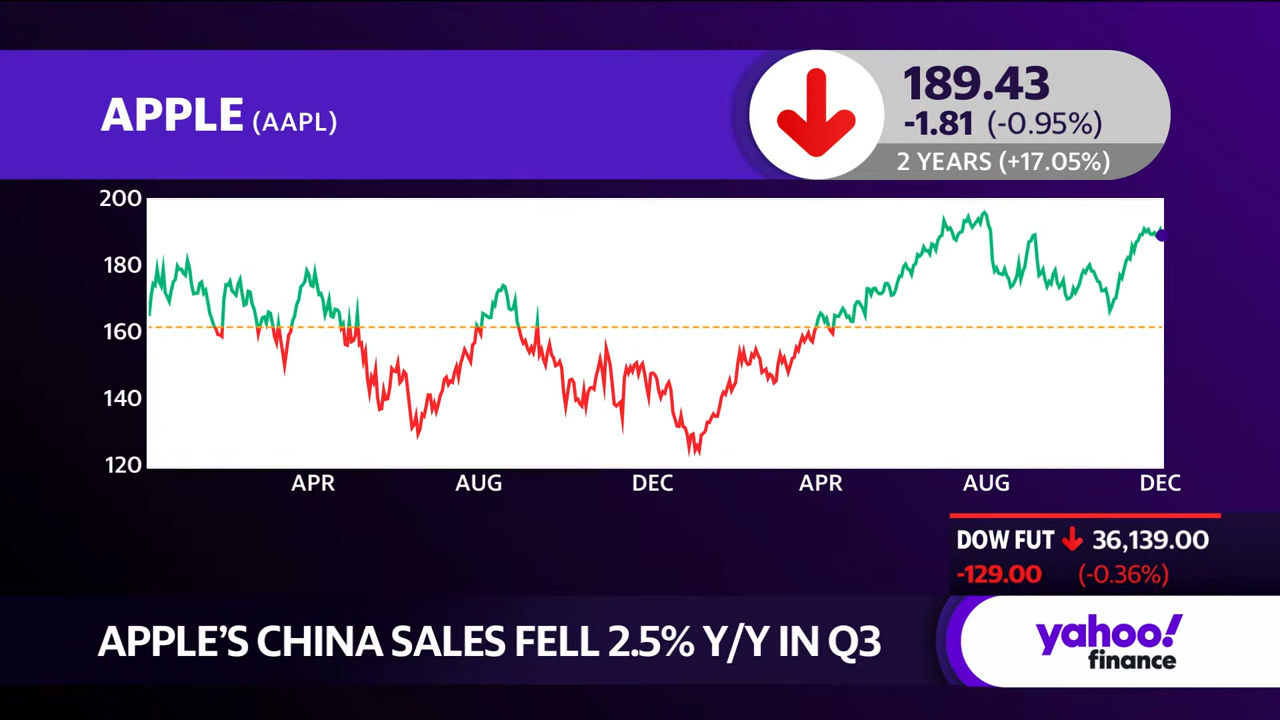 APPLE (AAPL)
189.43
-1.81 (-0.95%)
2 YEARS (+17.05%)
200
180
160
140
120
APR AUG DEC APR AUG DEC
DOW FUT 36,139.00
-129.00 (-0.36%)
APPLE'S CHINA SALES FELL 2.5% Y/Y IN Q3
yahoo!
finance